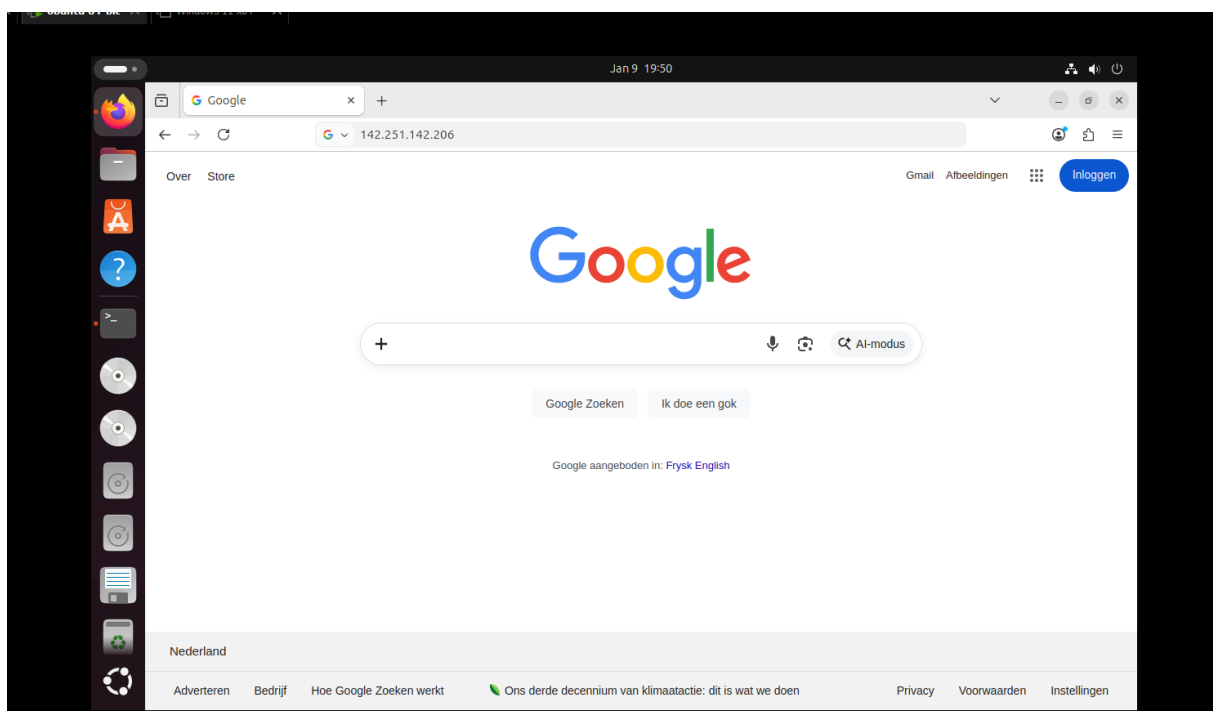 Jan 9 19:50
Google
142.251.142.206
Over Store
Gmail Afbeeldingen Inloggen
Google
AI-modus
Google Zoeken Ik doe een gok
Google aangeboden in: Frysk English
Nederland
Adverteren Bedrijf Hoe Google Zoeken werkt Ons derde decennium van klimaatactie: dit is wat we doen Privacy Voorwaarden Instellingen